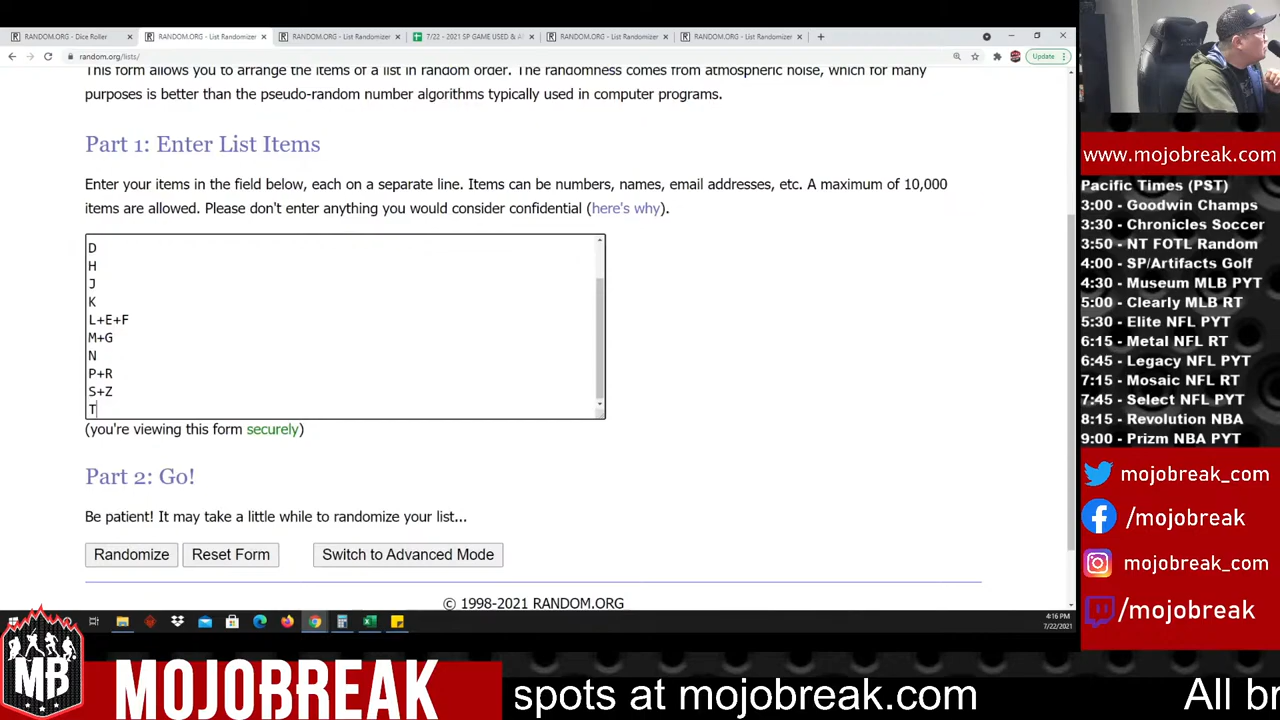 RANDOM.ORG - Dice Roller
RANDOM.ORG - List Randomizer
RANDOM.ORG - List Randomizer
7/22 - 2021 SP GAME USED & A
RANDOM.ORG - List Randomizer
RANDOM.ORG - List Randomizer
random.org/lists/
Update
This form allows you to arrange the items of a list in random order. The randomness comes from atmospheric noise, which for many
purposes is better than the pseudo-random number algorithms typically used in computer programs.
Part 1: Enter List Items
Enter your items in the field below, each on a separate line. Items can be numbers, names, email addresses, etc. A maximum of 10,000
items are allowed. Please don't enter anything you would consider confidential (here's why).
D
H
J
K
L+E+F
M+G
N
P+R
S+Z
T
(you're viewing this form securely)
Part 2: Go!
Be patient! It may take a little while to randomize your list...
Randomize
Reset Form
Switch to Advanced Mode
© 1998-2021 RANDOM.ORG
4:16 PM
7/22/2021
www.mojobreak.com
Pacific Times (PST)
3:00 - Goodwin Champs
3:30 - Chronicles Soccer
3:50 - NT FOTL Random
4:00 - SP/Artifacts Golf
4:30 - Museum MLB PYT
5:00 - Clearly MLB RT
5:30 - Elite NFL PYT
6:15 - Metal NFL RT
6:45 - Legacy NFL PYT
7:15 - Mosaic NFL RT
7:45 - Select NFL PYT
8:15 - Revolution NBA
9:00 - Prizm NBA PYT
mojobreak_com
/mojobreak
mojobreak_com
/mojobreak
MB
MOJOBREAK
spots at mojobreak.com
All br